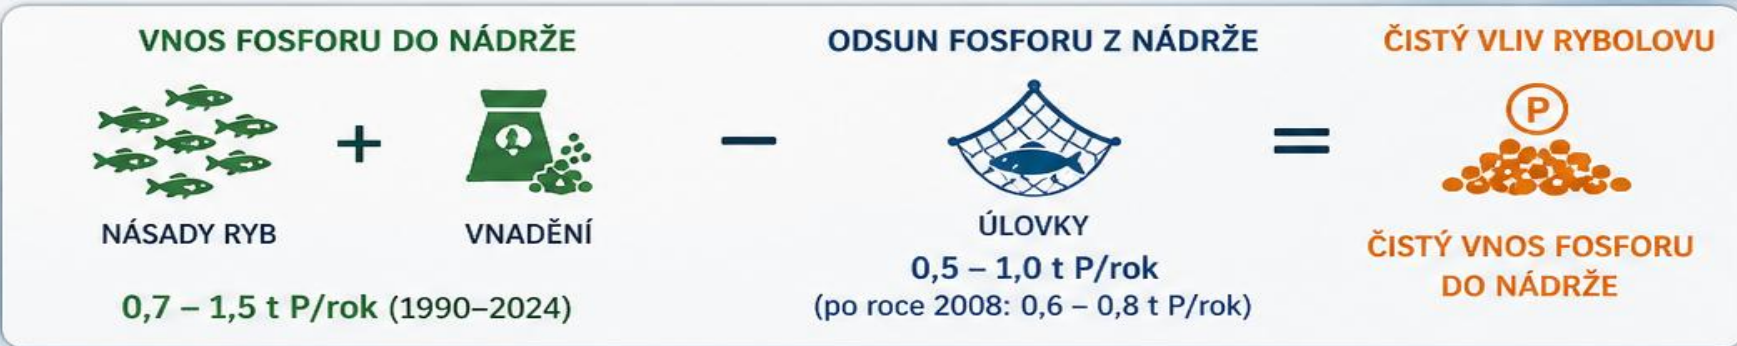 VNOS FOSFORU DO NÁDRŽE
NÁSADY RYB
+
VNADĚNÍ
0,7 – 1,5 t P/rok (1990–2024)
–
ODSUN FOSFORU Z NÁDRŽE
ÚLOVKY
0,5 – 1,0 t P/rok
(po roce 2008: 0,6 – 0,8 t P/rok)
=
ČISTÝ VLIV RYBOLOVU
P
ČISTÝ VNOS FOSFORU
DO NÁDRŽE